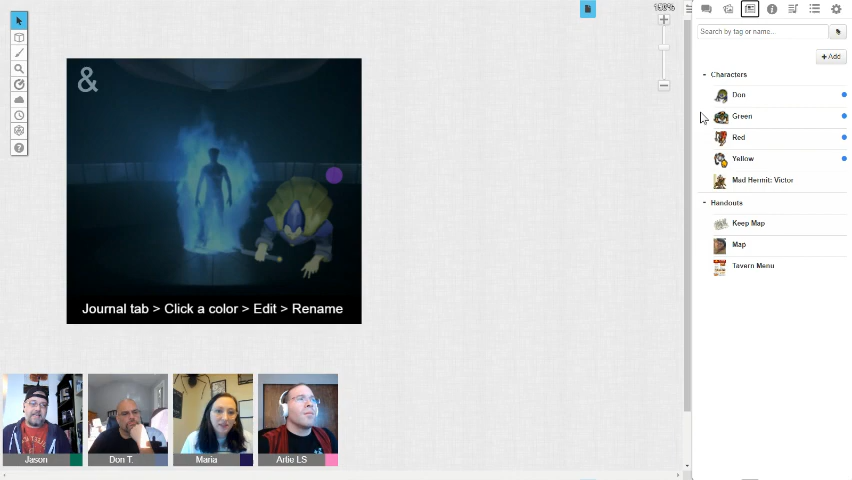 150%
Search by tag or name...
+ Add
Characters
Don
Green
Red
Yellow
Mad Hermit: Victor
Handouts
Keep Map
Map
Tavern Menu
&
Journal tab > Click a color > Edit > Rename
Jason
Don T.
Maria
Artie LS